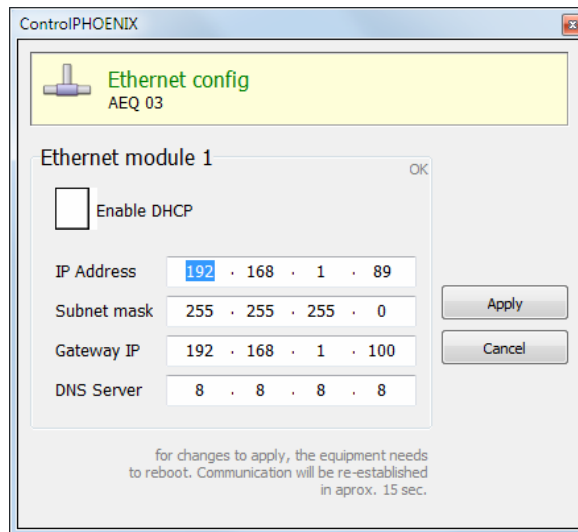 ControlPHOENIX
Ethernet config
AEQ 03
Ethernet module 1
OK
Enable DHCP
IP Address 192 . 168 . 1 . 89
Subnet mask 255 . 255 . 255 . 0
Apply
Gateway IP 192 . 168 . 1 . 100
Cancel
DNS Server 8 . 8 . 8 . 8
for changes to apply, the equipment needs
to reboot. Communication will be re-established
in aprox. 15 sec.